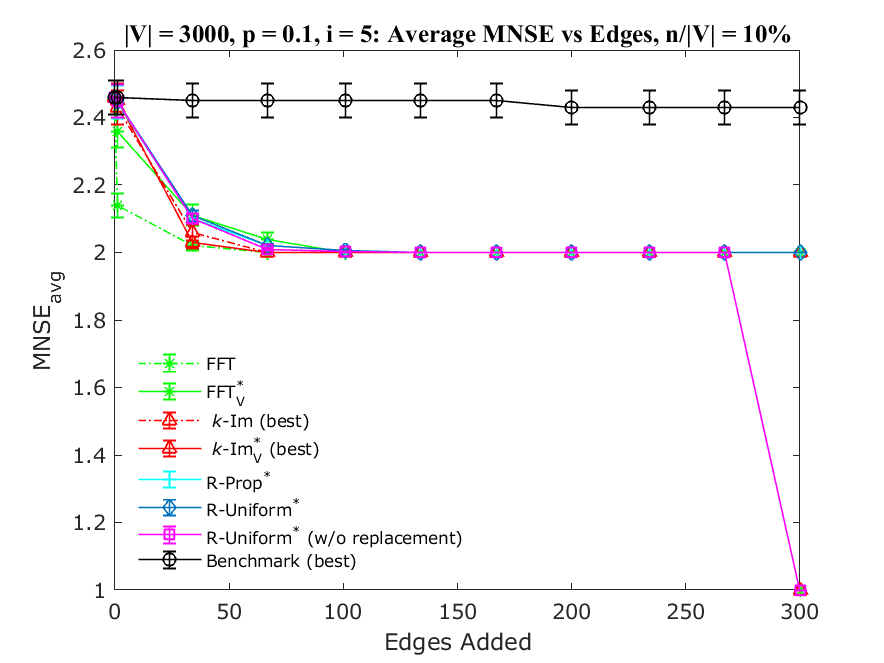 |V| = 3000, p = 0.1, i = 5: Average MNSE vs Edges, n/|V| = 10%
2.6
2.4
2.2
2
1.8
1.6
1.4
1.2
1
MNSE_avg
FFT
FFT*_V
k-Im (best)
k-Im*_V (best)
R-Prop*
R-Uniform*
R-Uniform* (w/o replacement)
Benchmark (best)
0 50 100 150 200 250 300
Edges Added